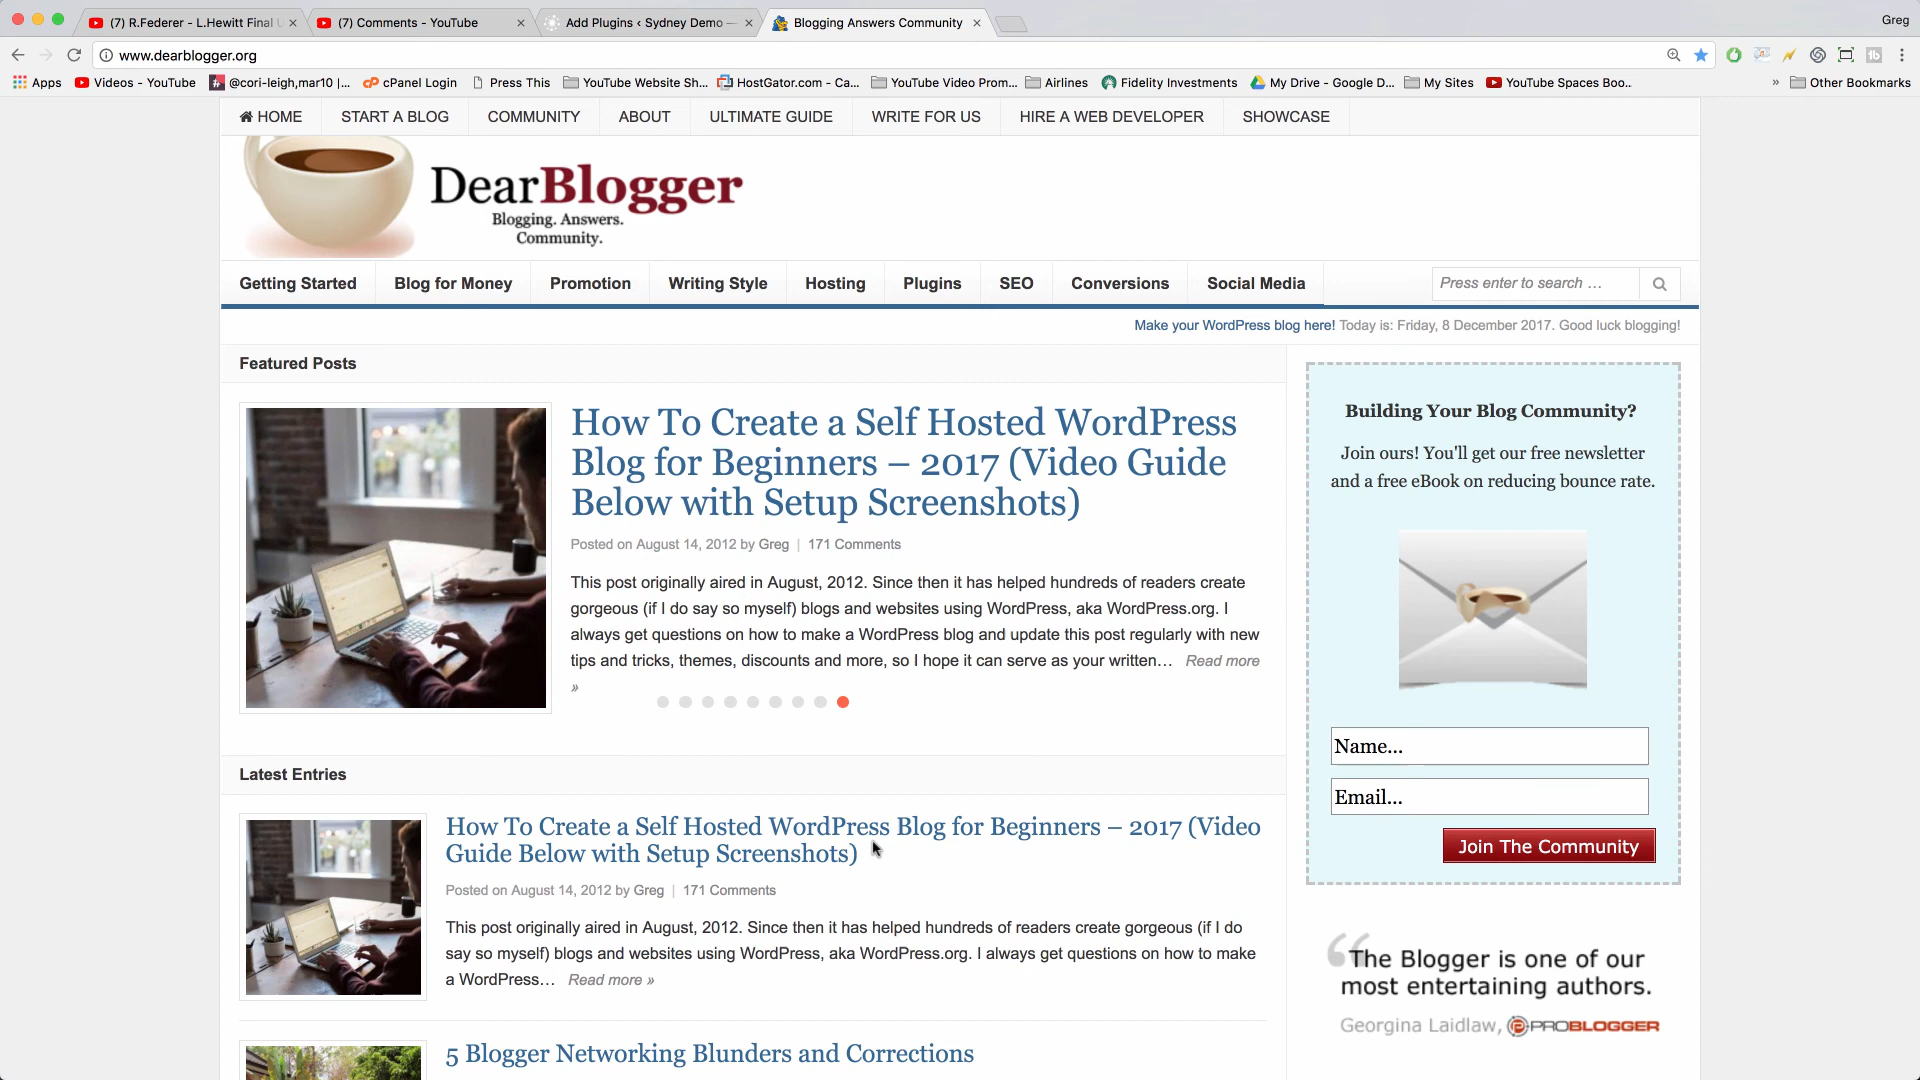 (7) R.Federer - L.Hewitt Final
(7) Comments - YouTube
Add Plugins ‹ Sydney Demo —
Blogging Answers Community
Greg
www.dearblogger.org
Apps
Videos - YouTube
@cori-leigh,mar10 |...
cPanel Login
Press This
YouTube Website Sh...
HostGator.com - Ca...
YouTube Video Prom...
Airlines
Fidelity Investments
My Drive - Google D...
My Sites
YouTube Spaces Boo...
»
Other Bookmarks
HOME
START A BLOG
COMMUNITY
ABOUT
ULTIMATE GUIDE
WRITE FOR US
HIRE A WEB DEVELOPER
SHOWCASE
DearBlogger
Blogging. Answers.
Community.
Getting Started
Blog for Money
Promotion
Writing Style
Hosting
Plugins
SEO
Conversions
Social Media
Press enter to search …
Make your WordPress blog here! Today is: Friday, 8 December 2017. Good luck blogging!
Featured Posts
How To Create a Self Hosted WordPress
Blog for Beginners – 2017 (Video Guide
Below with Setup Screenshots)
Posted on August 14, 2012 by Greg | 171 Comments
This post originally aired in August, 2012. Since then it has helped hundreds of readers create
gorgeous (if I do say so myself) blogs and websites using WordPress, aka WordPress.org. I
always get questions on how to make a WordPress blog and update this post regularly with new
tips and tricks, themes, discounts and more, so I hope it can serve as your written… Read more
»
Building Your Blog Community?
Join ours! You'll get our free newsletter
and a free eBook on reducing bounce rate.
Name...
Email...
Join The Community
Latest Entries
How To Create a Self Hosted WordPress Blog for Beginners – 2017 (Video
Guide Below with Setup Screenshots)
Posted on August 14, 2012 by Greg | 171 Comments
This post originally aired in August, 2012. Since then it has helped hundreds of readers create gorgeous (if I do
say so myself) blogs and websites using WordPress, aka WordPress.org. I always get questions on how to make
a WordPress… Read more »
5 Blogger Networking Blunders and Corrections
“The Blogger is one of our
most entertaining authors.
Georgina Laidlaw, PROBLOGGER